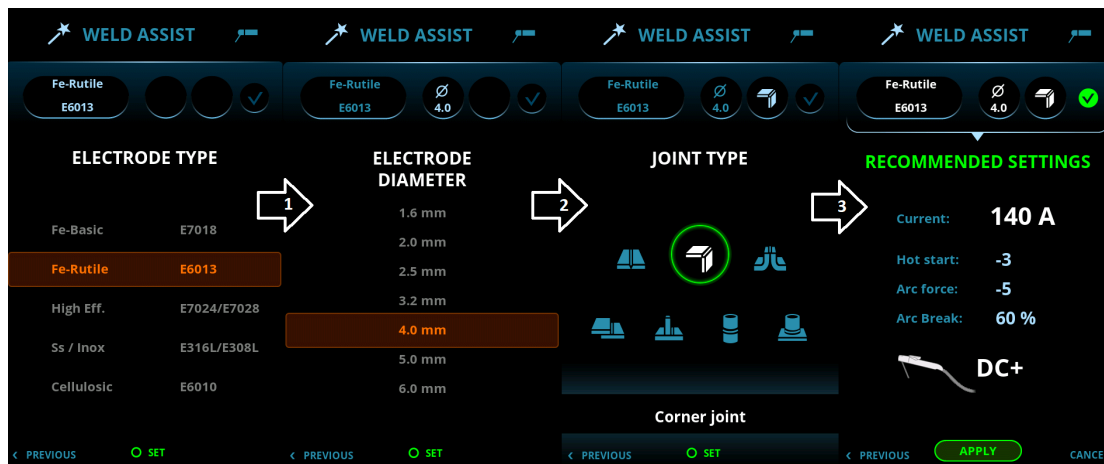 WELD ASSIST
Fe-Rutile
E6013
ELECTRODE TYPE
Fe-Basic E7018
Fe-Rutile E6013
High Eff. E7024/E7028
Ss / Inox E316L/E308L
Cellulosic E6010
PREVIOUS SET
1
WELD ASSIST
Fe-Rutile
E6013
Ø
4.0
ELECTRODE
DIAMETER
1.6 mm
2.0 mm
2.5 mm
3.2 mm
4.0 mm
5.0 mm
6.0 mm
PREVIOUS SET
2
WELD ASSIST
Fe-Rutile
E6013
Ø
4.0
JOINT TYPE
Corner joint
PREVIOUS SET
3
WELD ASSIST
Fe-Rutile
E6013
Ø
4.0
RECOMMENDED SETTINGS
Current: 140 A
Hot start: -3
Arc force: -5
Arc Break: 60 %
DC+
PREVIOUS APPLY CANCE